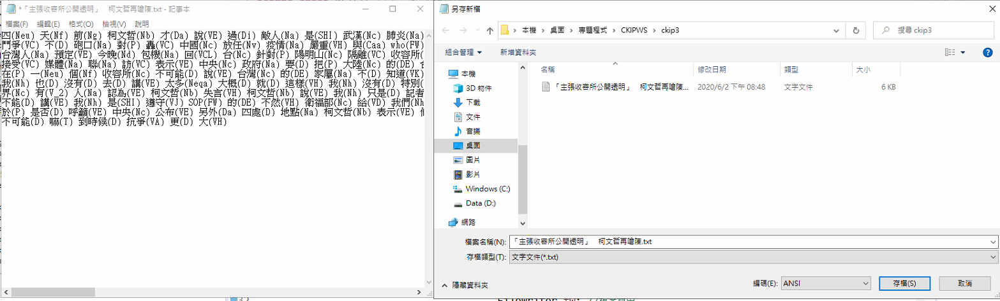 *「主張收容所公開透明」　柯文哲再嗆陳.txt - 記事本
檔案(F) 編輯(E) 格式(O) 檢視(V) 說明
四(Neu) 天(Nf) 前(Ng) 柯文哲(Nb) 才(Da) 說(VE) 過(Di) 敵人(Na) 是(SHI) 武漢(Nc) 肺炎(Na)
鬥爭(VC) 不(D) 砲口(Na) 對(P) 轟(VC) 中國(Nc) 放任(Nv) 疫情(Na) 嚴重(VH) 與(Caa) who(FW)
台灣人(Na) 預定(VE) 今晚(Nd) 包機(Na) 回(VCL) 台(Nc) 針對(P) 陽明山(Nc) 隔離(VC) 收容所(
接受(VC) 媒體(Na) 聯(Na) 訪(VC) 表示(VE) 中央(Nc) 政府(Na) 要(D) 把(P) 大陸(Nc) 的(DE)
在(P) 一(Neu) 個(Nf) 收容所(Nc) 不可能(D) 說(VE) 台灣(Nc) 的(DE) 家屬(Na) 不(D) 知道(VK)
我(Nh) 也(D) 沒有(D) 去(D) 講(VE) 太多(Neqa) 大概(D) 就(D) 這樣(VH) 我(Nh) 沒有(D) 特別(
界(Nc) 有(V_2) 人(Na) 認為(VE) 柯文哲(Nb) 失言(VH) 柯文哲(Nb) 說(VE) 我(Nh) 只是(D) 記者
不能(D) 講(VE) 我(Nh) 是(SHI) 遵守(VJ) SOP(FW) 的(DE) 不然(VH) 衛福部(Nc) 給(VD) 我們(Nh
於(P) 是否(D) 呼籲(VE) 中央(Nc) 公布(VE) 另外(Da) 四處(D) 地點(Na) 柯文哲(Nb) 表示(VE)
不可能(D) 嘛(T) 到時候(D) 抗爭(VA) 更(D) 大(VH)
另存新檔
本機 › 桌面 › 專題程式 › CKIPWS › ckip3
搜尋 ckip3
組合管理 新增資料夾
名稱 修改日期 類型 大小
「主張收容所公開透明」　柯文哲再嗆陳... 2020/6/2 下午 08:48 文字文件 6 KB
本機
3D 物件
下載
文件
音樂
桌面
圖片
影片
Windows (C:)
Data (D:)
網路
檔案名稱(N): 「主張收容所公開透明」　柯文哲再嗆陳.txt
存檔類型(T): 文字文件(*.txt)
隱藏資料夾
編碼(E): ANSI 存檔(S) 取消